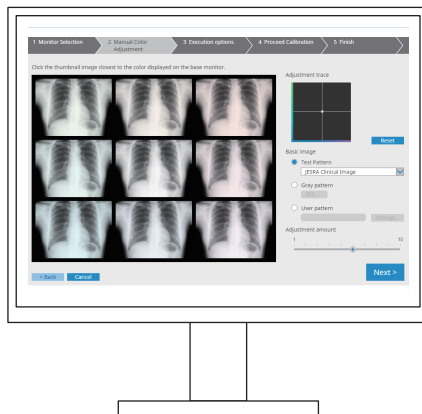 1 Monitor Selection
2 Manual Color
Adjustment
3 Execution options
4 Proceed Calibration
5 Finish
Click the thumbnail image closest to the color displayed on the base monitor.
Adjustment trace
Reset
Basic image
Test Pattern
JESRA Clinical Image
Gray pattern
User pattern
Change...
Adjustment amount
1
10
< Back
Cancel
Next >